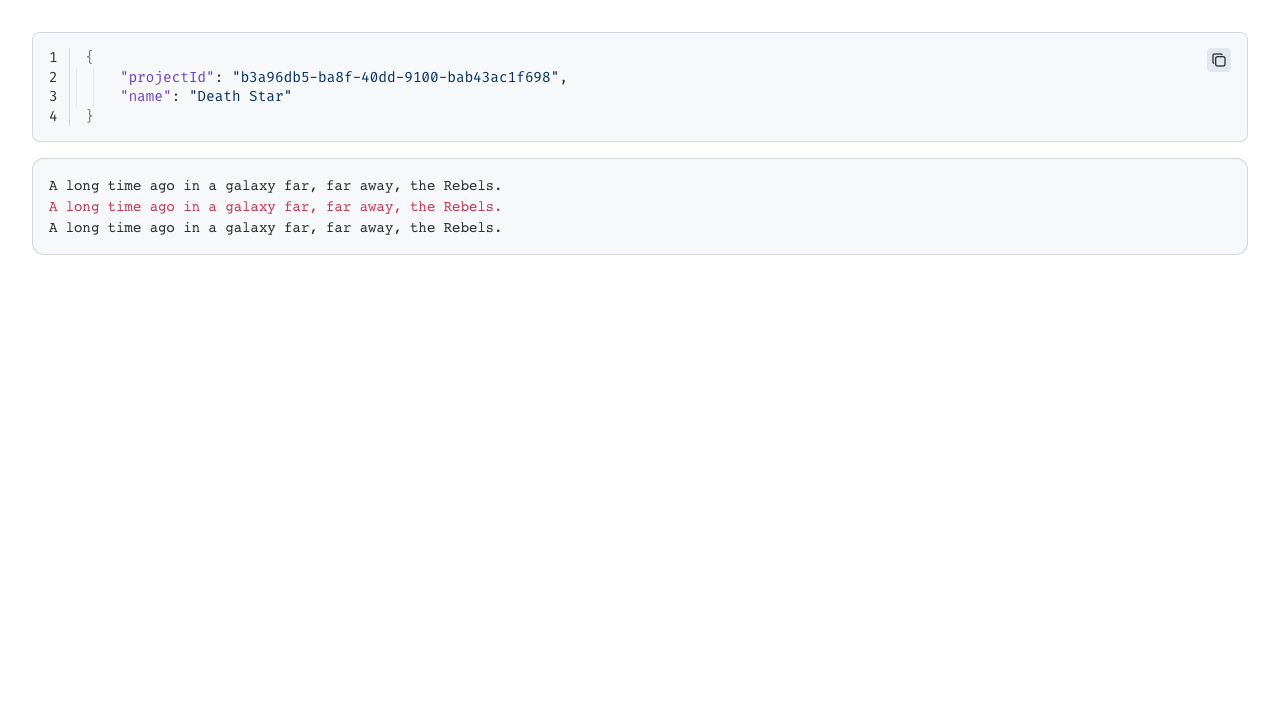 1 {
2     "projectId": "b3a96db5-ba8f-40dd-9100-bab43ac1f698",
3     "name": "Death Star"
4 }
A long time ago in a galaxy far, far away, the Rebels.
A long time ago in a galaxy far, far away, the Rebels.
A long time ago in a galaxy far, far away, the Rebels.